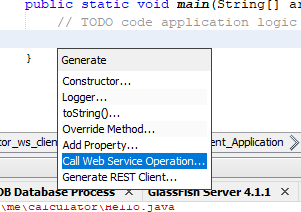 public static void main(String[] ar
// TODO code application logic
}
Generate
Constructor...
Logger...
toString()...
Override Method...
Add Property...
or_ws_clien
ent_Application
Call Web Service Operation...
Generate REST Client...
DB Database Process
GlassFish Server 4.1.1
\me\calculator\Hello.java